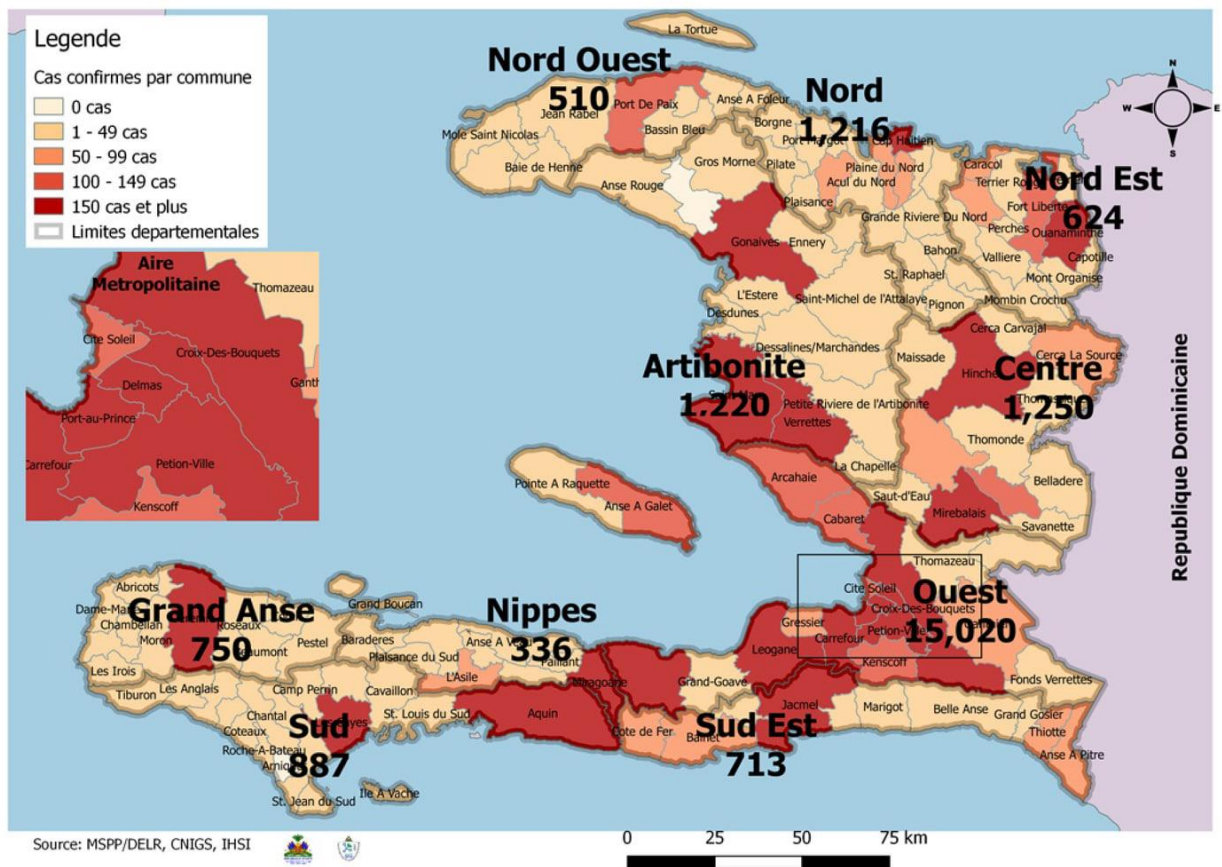 Legende
Cas confirmes par commune
0 cas
1 - 49 cas
50 - 99 cas
100 - 149 cas
150 cas et plus
Limites departementales
Aire
Metropolitaine
Thomazeau
Cite Soleil
Croix-Des-Bouquets
Delmas
Ganth
Port-au-Prince
Carrefour
Petion-Ville
Kenscoff
La Tortue
Nord Ouest
510
Port De Paix
Jean Rabel
Anse A Foleur
Mole Saint Nicolas
Bassin Bleu
Baie de Henne
Nord
1,216
Borgne
Port Margot
Cap Haitien
Gros Morne
Pilate
Plaine du Nord
Acul du Nord
Anse Rouge
Plaisance
Caracol
Terrier Rouge
Nord Est
624
Fort Liberte
Perches
Ouanaminthe
Grande Riviere Du Nord
Gonaives
Ennery
Bahon
Valliere
Capotille
Mont Organise
St. Raphael
L'Estere
Saint-Michel de l'Attalaye
Pignon
Mombin Crochu
Desdunes
Cerca Carvajal
Dessalines/Marchandes
Maissade
Cerca La Source
Artibonite
1,220
Hinche
Centre
1,250
Petite Riviere de l'Artibonite
Verrettes
Thomonde
La Chapelle
Arcahaie
Belladere
Pointe A Raquette
Saut-d'Eau
Anse A Galet
Cabaret
Mirebalais
Savanette
Thomazeau
Republique Dominicaine
Abricots
Cite Soleil
Ouest
15,020
Dame-Marie
Grand Anse
750
Grand Boucan
Nippes
336
Croix-Des-Bouquets
Chambellan
Roseaux
Gressier
Petion-Ville
Moron
Pestel
Baraderes
Carrefour
Leogane
Plaisance du Sud
Paillant
Kenscoff
Les Irois
L'Asile
Miragoane
Grand-Goave
Fonds Verrettes
Tiburon
Les Anglais
Camp Perrin
Cavaillon
Jacmel
Marigot
Belle Anse
Grand Gosier
Chantal
Sud
887
St. Louis du Sud
Aquin
Sud Est
713
Coteaux
Cote de Fer
Bainet
Thiotte
Roche-A-Bateau
Anse A Pitre
St. Jean du Sud
Ile A Vache
N
W
E
S
Source: MSPP/DELR, CNIGS, IHSI
0 25 50 75 km